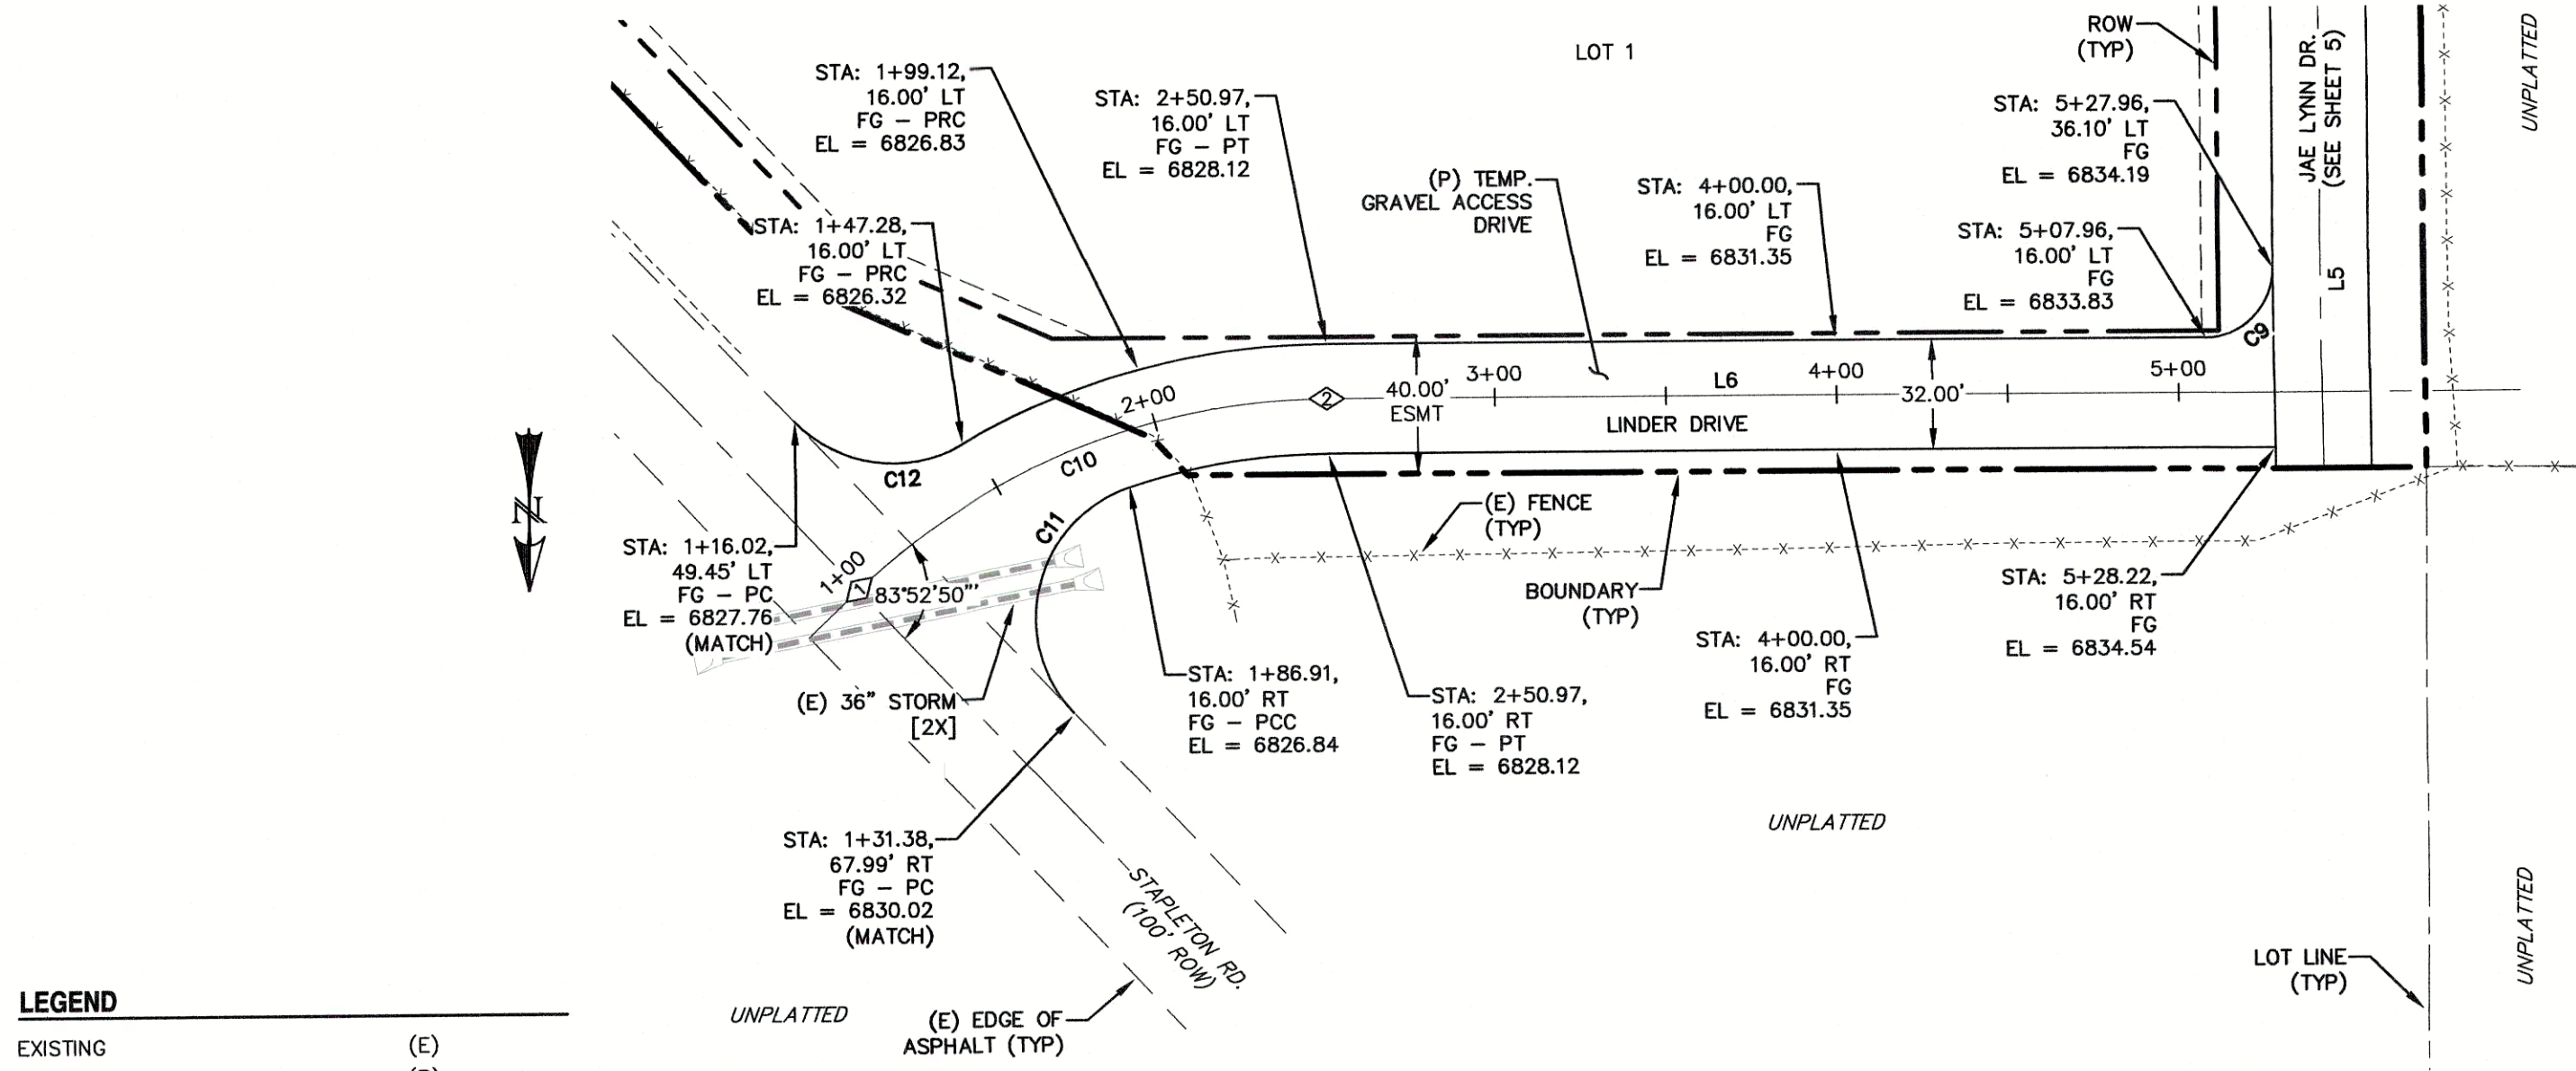 LOT 1
ROW
(TYP)
JAE LYNN DR.
(SEE SHEET 5)
UNPLATTED
STA: 1+99.12,
16.00' LT
FG - PRC
EL = 6826.83
STA: 2+50.97,
16.00' LT
FG - PT
EL = 6828.12
(P) TEMP.
GRAVEL ACCESS
DRIVE
STA: 4+00.00,
16.00' LT
FG
EL = 6831.35
STA: 5+27.96,
36.10' LT
FG
EL = 6834.19
STA: 5+07.96,
16.00' LT
FG
EL = 6833.83
STA: 1+47.28,
16.00' LT
FG - PRC
EL = 6826.32
L5
C9
2+00
2
40.00'
ESMT
3+00
L6
4+00
32.00'
5+00
LINDER DRIVE
C10
C12
C11
N
(E) FENCE
(TYP)
STA: 1+16.02,
49.45' LT
FG - PC
EL = 6827.76
(MATCH)
1+00
1
83°52'50"
BOUNDARY
(TYP)
STA: 5+28.22,
16.00' RT
FG
EL = 6834.54
STA: 4+00.00,
16.00' RT
FG
EL = 6831.35
(E) 36" STORM
[2X]
STA: 1+86.91,
16.00' RT
FG - PCC
EL = 6826.84
STA: 2+50.97,
16.00' RT
FG - PT
EL = 6828.12
STA: 1+31.38,
67.99' RT
FG - PC
EL = 6830.02
(MATCH)
UNPLATTED
STAPLETON RD.
(100' ROW)
UNPLATTED
LOT LINE
(TYP)
LEGEND
UNPLATTED
(E) EDGE OF
ASPHALT (TYP)
EXISTING (E)